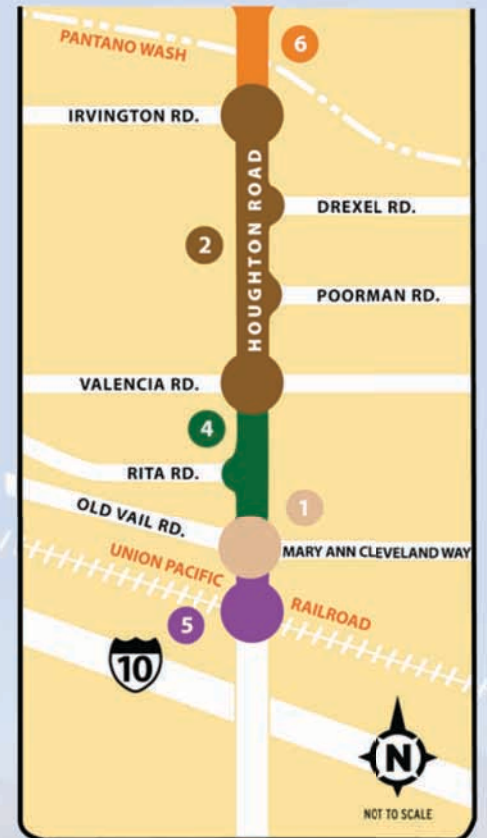 6
PANTANO WASH
IRVINGTON RD.
HOUGHTON ROAD
DREXEL RD.
2
POORMAN RD.
VALENCIA RD.
4
RITA RD.
1
OLD VAIL RD.
MARY ANN CLEVELAND WAY
UNION PACIFIC
RAILROAD
5
10
N
NOT TO SCALE